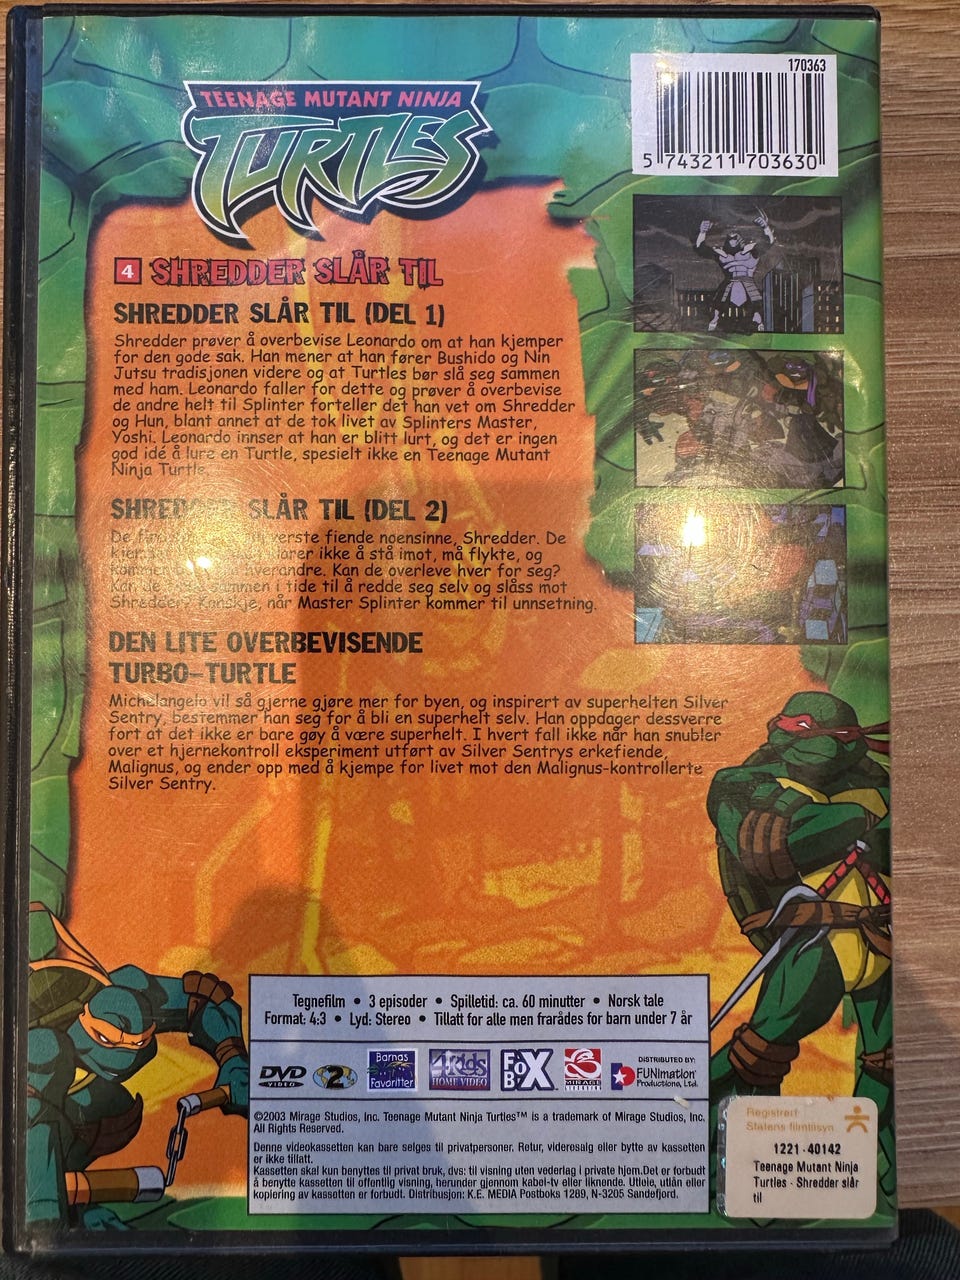 170363
5 743211 703630
TEENAGE MUTANT NINJA
TURTLES
4 SHREDDER SLÅR TIL
SHREDDER SLÅR TIL (DEL 1)
Shredder prøver å overbevise Leonardo om at han kjemper
for den gode sak. Han mener at han fører Bushido og Nin
Jutsu tradisjonen videre og at Turtles bør slå seg sammen
med ham. Leonardo faller for dette og prøver å overbevise
de andre helt til Splinter forteller det han vet om Shredder
og Hun, blant annet at de tok livet av Splinters Master,
Yoshi. Leonardo innser at han er blitt lurt, og det er ingen
god idé å lure en Turtle, spesielt ikke en Teenage Mutant
Ninja Turtle.
SHREDDER SLÅR TIL (DEL 2)
De verste fiende noensinne, Shredder. De
ikke å stå imot, må flykte, og
hverandre. Kan de overleve hver for seg?
Kan de sammen i tide til å redde seg selv og slåss mot
Shredder? Kanskje, når Master Splinter kommer til unnsetning.
DEN LITE OVERBEVISENDE
TURBO-TURTLE
Michelangelo vil så gjerne gjøre mer for byen, og inspirert av superhelten Silver
Sentry, bestemmer han seg for å bli en superhelt selv. Han oppdager dessverre
fort at det ikke er bare gøy å være superhelt. I hvert fall ikke når han snubler
over et hjernekontroll eksperiment utført av Silver Sentrys erkefiende,
Malignus, og ender opp med å kjempe for livet mot den Malignus-kontrollerte
Silver Sentry.
Tegnefilm • 3 episoder • Spilletid: ca. 60 minutter • Norsk tale
Format: 4:3 • Lyd: Stereo • Tillatt for alle men frarådes for barn under 7 år
DVD VIDEO 2 Barnas Favoritter 4Kids HOME VIDEO FOX BOX MIRAGE DISTRIBUTED BY: FUNimation Productions, Ltd.
©2003 Mirage Studios, Inc. Teenage Mutant Ninja Turtles™ is a trademark of Mirage Studios, Inc.
All Rights Reserved.
Denne videokassetten kan bare selges til privatpersoner. Retur, videresalg eller bytte av kassetten
er ikke tillatt.
Kassetten skal kun benyttes til privat bruk, dvs: til visning uten vederlag i private hjem.Det er forbudt
å benytte kassetten til offentlig visning, herunder gjennom kabel-tv eller liknende. Utleie, utlån eller
kopiering av kassetten er forbudt. Distribusjon: K.E. MEDIA Postboks 1289, N-3205 Sandefjord.
Registrert
Statens filmtilsyn
1221-40142
Teenage Mutant Ninja
Turtles - Shredder slår
til